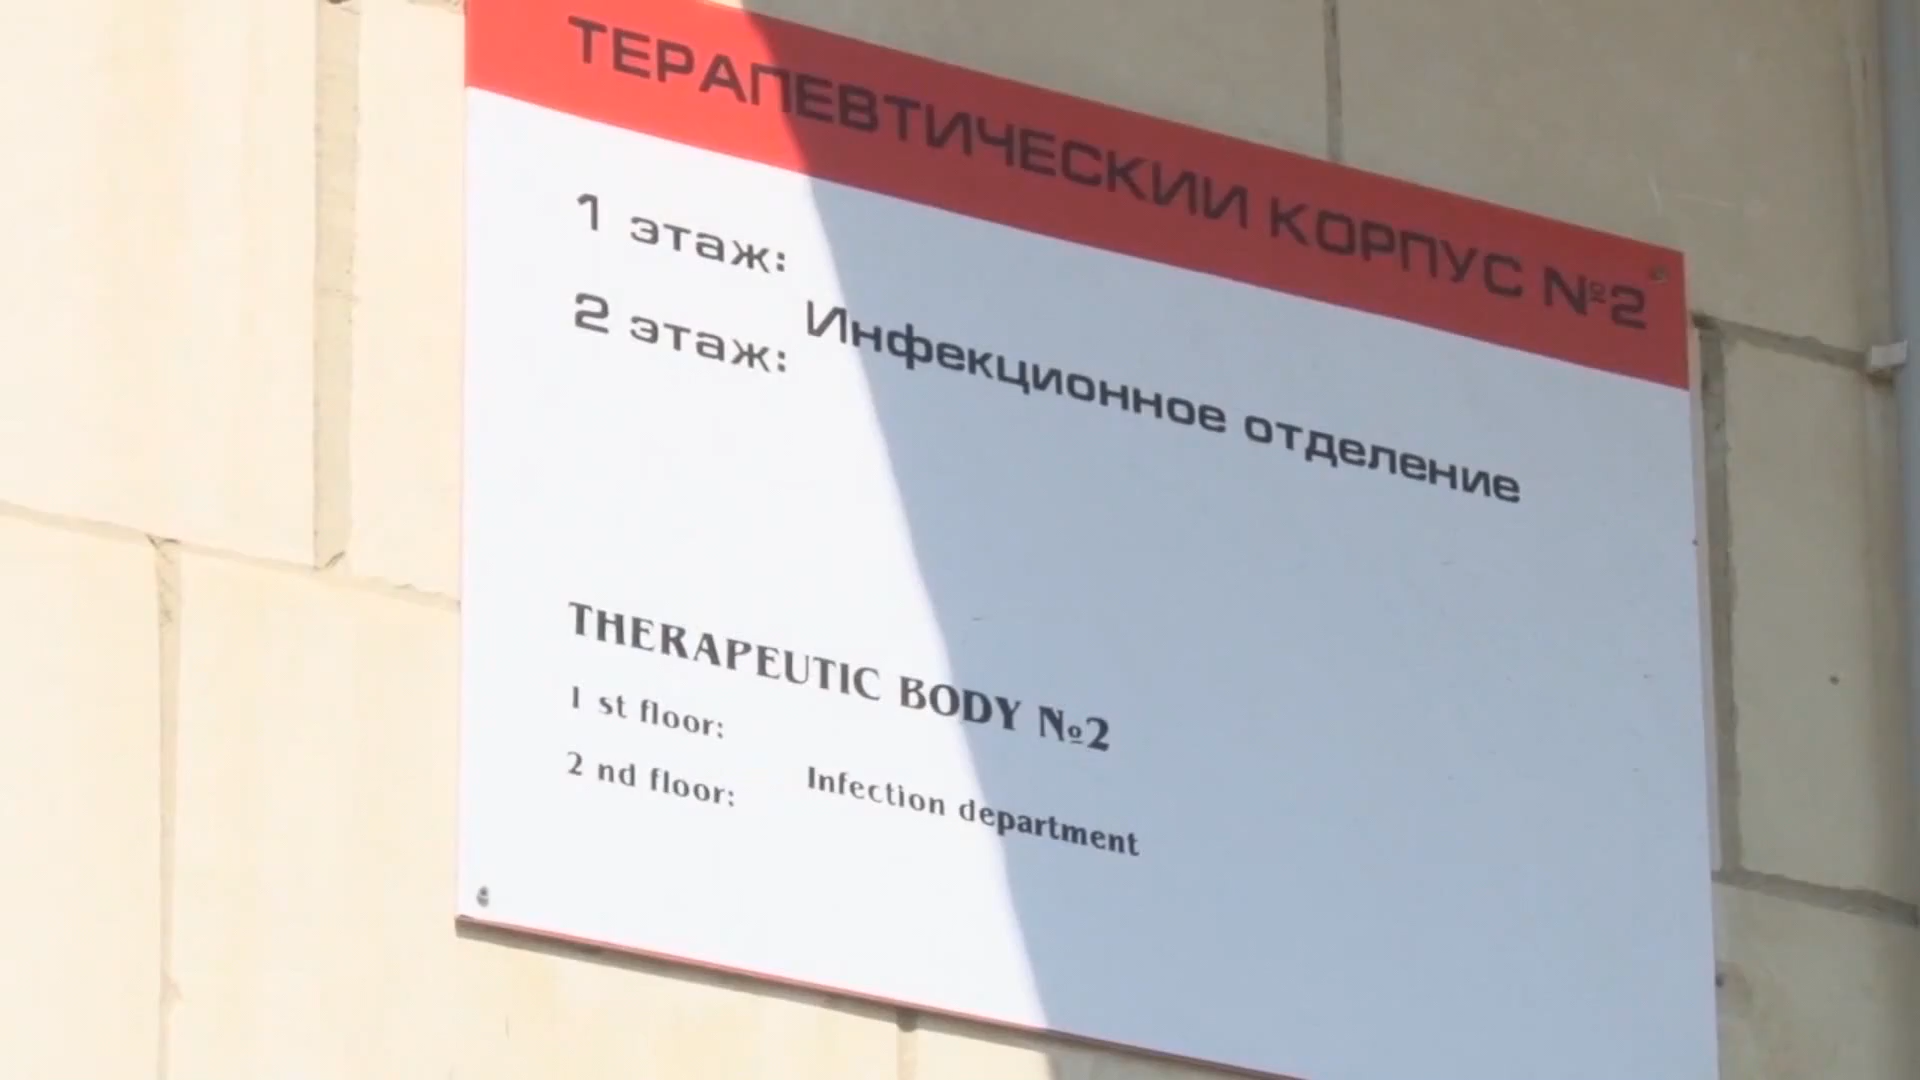 ТЕРАПЕВТИЧЕСКИЙ КОРПУС №2
1 этаж:
2 этаж:
Инфекционное отделение
THERAPEUTIC BODY №2
1 st floor:
2 nd floor:
Infection department